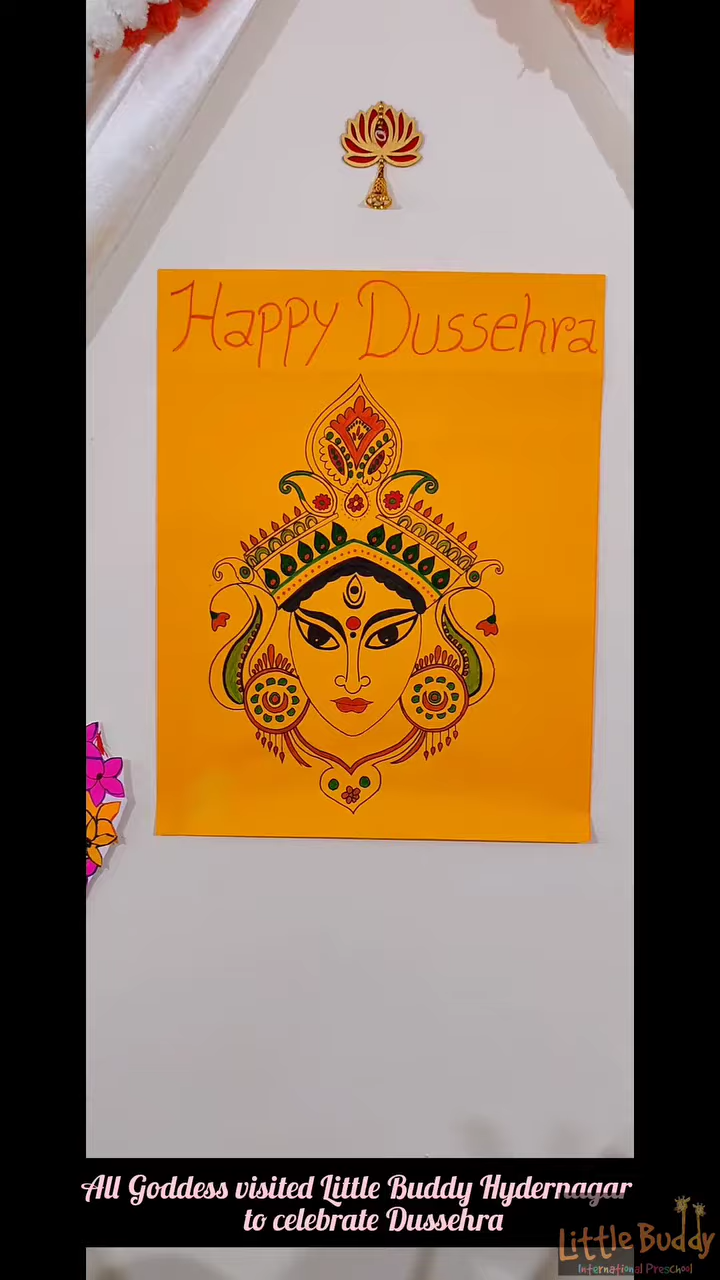 Happy Dussehra
All Goddess visited Little Buddy Hydernagar
to celebrate Dussehra
Little Buddy
International PreSchool